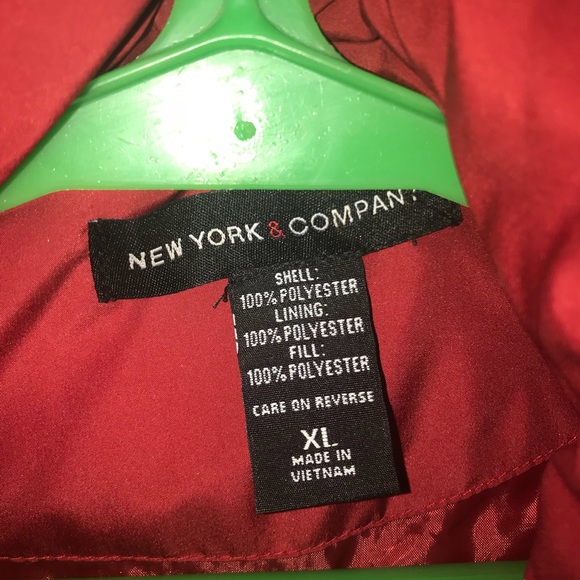 NEW YORK & COMPANY
SHELL:
100% POLYESTER
LINING:
100% POLYESTER
FILL:
100% POLYESTER
CARE ON REVERSE
XL
MADE IN
VIETNAM